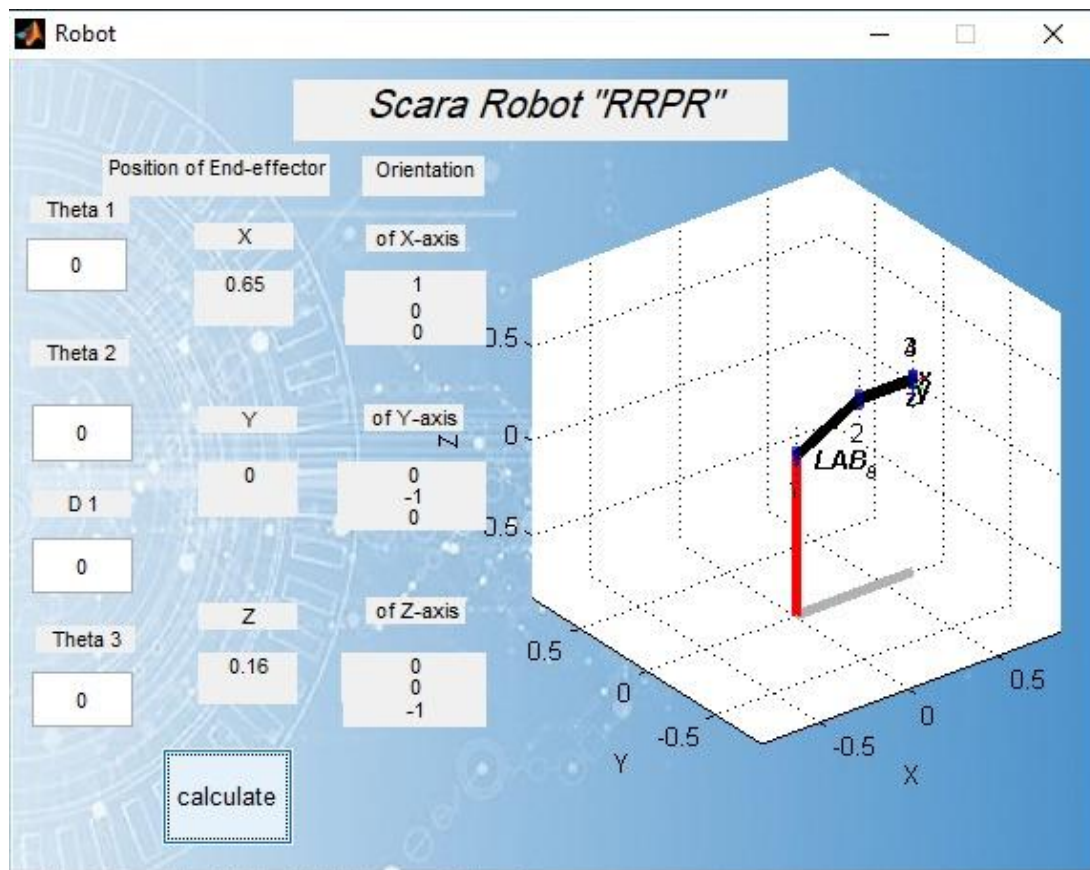 Robot
Scara Robot "RRPR"
Position of End-effector
Orientation
Theta 1
0
X
0.65
of X-axis
1
0
0
Theta 2
0
Y
0
of Y-axis
0
-1
0
D 1
0
Z
0.16
of Z-axis
0
0
-1
Theta 3
0
calculate
0.5
0
0.5
Z
0.5
0
-0.5
Y
-0.5
0
0.5
X
2
LAB8
x
y
z